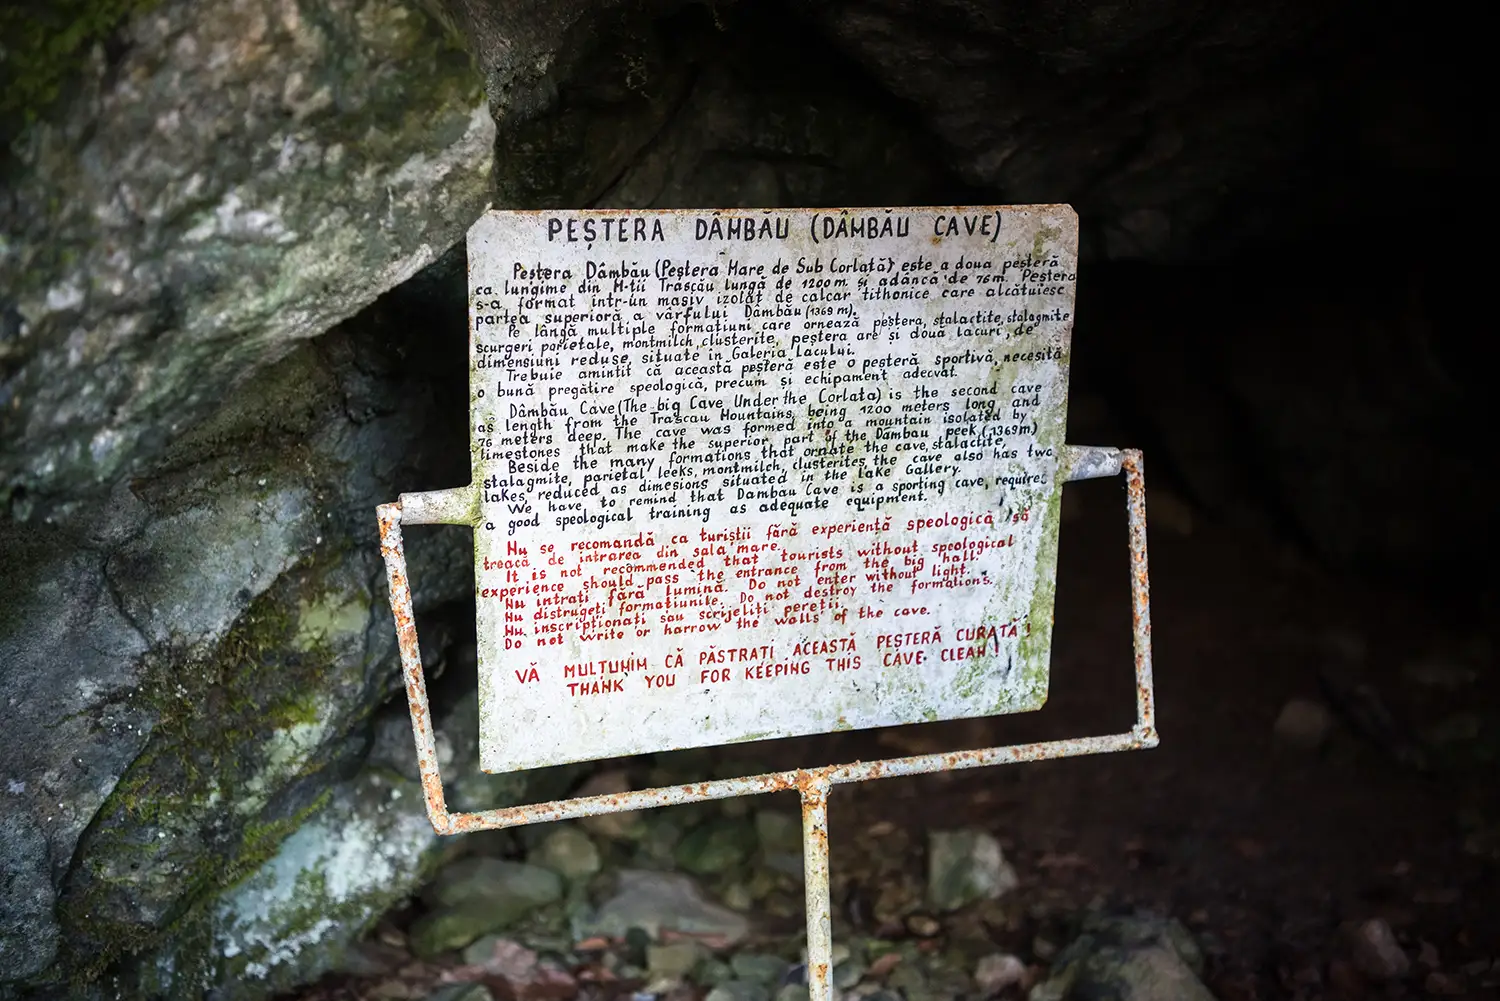 PEȘTERA DÂMBĂU (DÂMBĂU CAVE)
Peștera Dâmbău (Peștera Mare de Sub Corlată) este a doua peșteră
ca lungime din M-ții Trascău lungă de 1200m și adâncă de 76m. Peștera
s-a format într-un masiv izolat de calcar tithonice care alcătuiesc
partea superioră a vârfului Dâmbău (1369 m).
Pe lângă multiple formațiuni care ornează peștera, stalactite, stalagmite
scurgeri parietale, montmilch, clusterite, peștera are și două lacuri, de
dimensiuni reduse, situate în Galeria Lacului.
Trebuie amintit că această peșteră este o peșteră sportivă, necesită
o bună pregătire speologică, precum și echipament adecvat.
Dâmbău Cave (The big Cave Under the Corlata) is the second cave
as length from the Trascau Mountains, being 1200 meters long and
76 meters deep. The cave was formed into a mountain isolated by
limestones that make the superior part of the Dâmbau peek (1369m)
Beside the many formations that ornate the cave, stalactite,
stalagmite, parietal leeks, montmilch, clusterites, the cave also has two
lakes, reduced as dimesions situated in the lake Gallery.
We have to remind that Dambau Cave is a sporting cave, requires
a good speological training as adequate equipment.
Nu se recomandă ca turiștii fără experiență speologică să
treacă de intrarea din sala mare.
It is not recommended that tourists without speological
experience should pass the entrance from the big hall.
Nu intrați fără lumină. Do not enter without light.
Nu distrugeți formațiunile. Do not destroy the formations.
Nu inscripționați sau scrijeliți pereții.
Do not write or harrow the walls of the cave.
VĂ MULȚUMIM CĂ PĂSTRAȚI ACEASTĂ PEȘTERĂ CURATĂ!
THANK YOU FOR KEEPING THIS CAVE CLEAN!